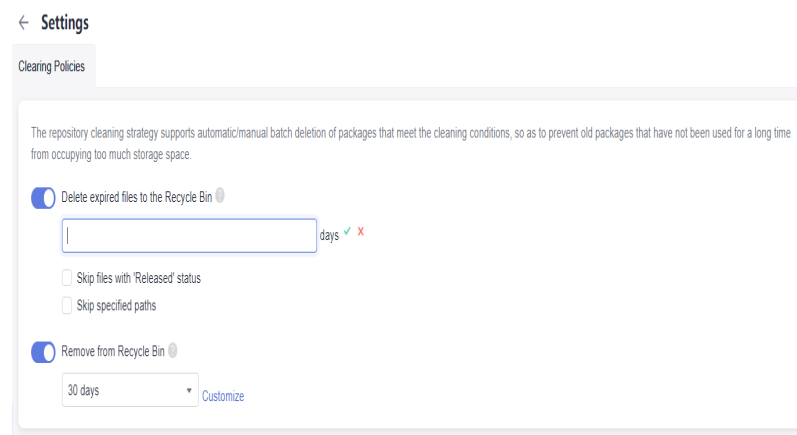 Settings
Clearing Policies
The repository cleaning strategy supports automatic/manual batch deletion of packages that meet the cleaning conditions, so as to prevent old packages that have not been used for a long time
from occupying too much storage space.
Delete expired files to the Recycle Bin
days
Skip files with 'Released' status
Skip specified paths
Remove from Recycle Bin
30 days
Customize